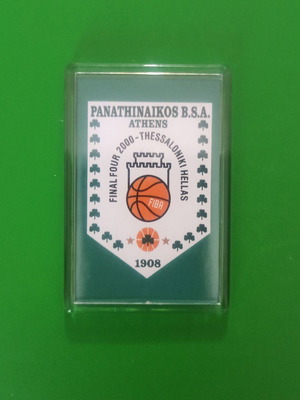 PANATHINAIKOS B.S.A.
ATHENS
FINAL FOUR 2000-THESSALONIKI HELLAS
FIBA
1908